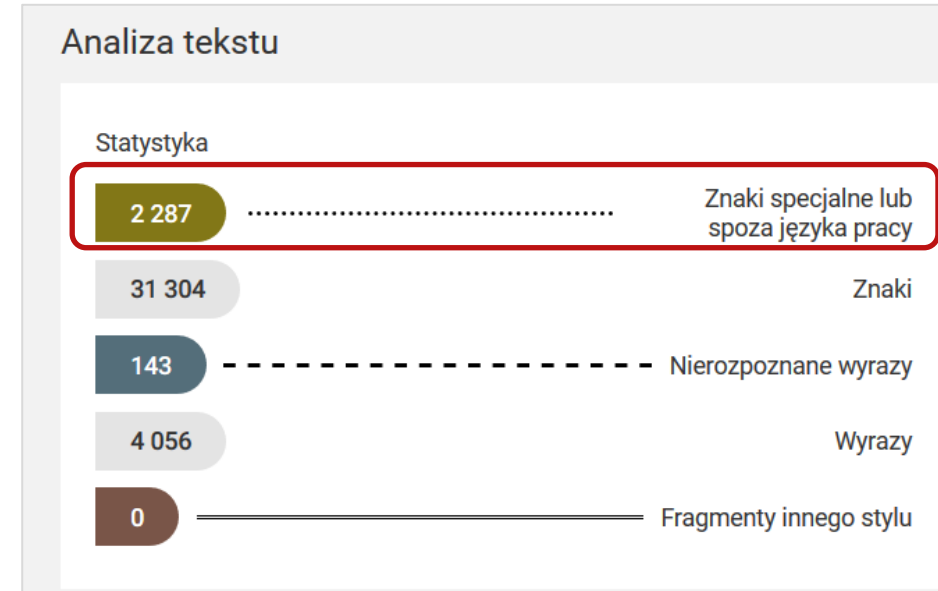 Analiza tekstu
Statystyka
2 287
Znaki specjalne lub
spoza języka pracy
31 304
Znaki
143
Nierozpoznane wyrazy
4 056
Wyrazy
0
Fragmenty innego stylu